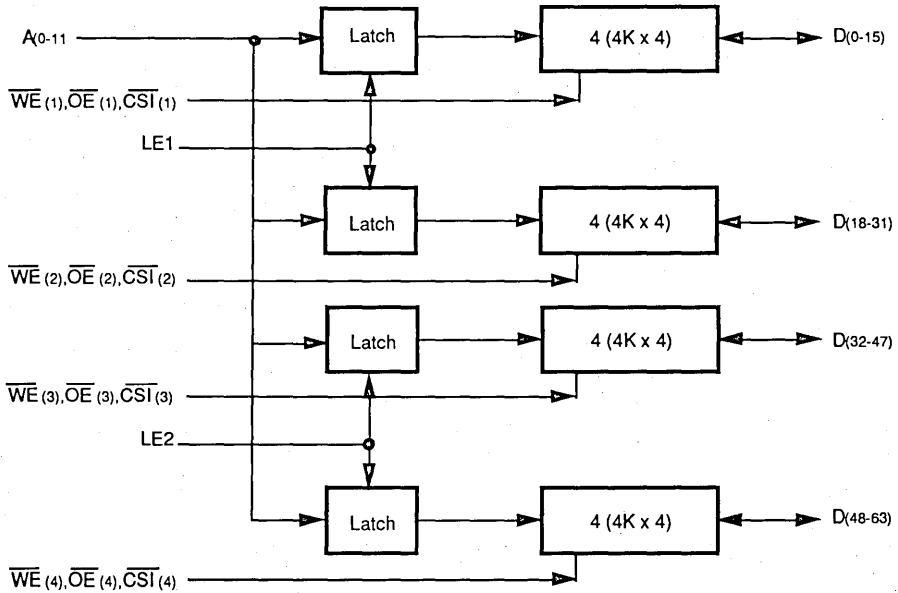 A(0-11
Latch
4 (4K x 4)
D(0-15)
WE (1),OE (1),CSI (1)
LE1
Latch
4 (4K x 4)
D(18-31)
WE (2),OE (2),CSI (2)
Latch
4 (4K x 4)
D(32-47)
WE (3),OE (3),CSI (3)
LE2
Latch
4 (4K x 4)
D(48-63)
WE (4),OE (4),CSI (4)